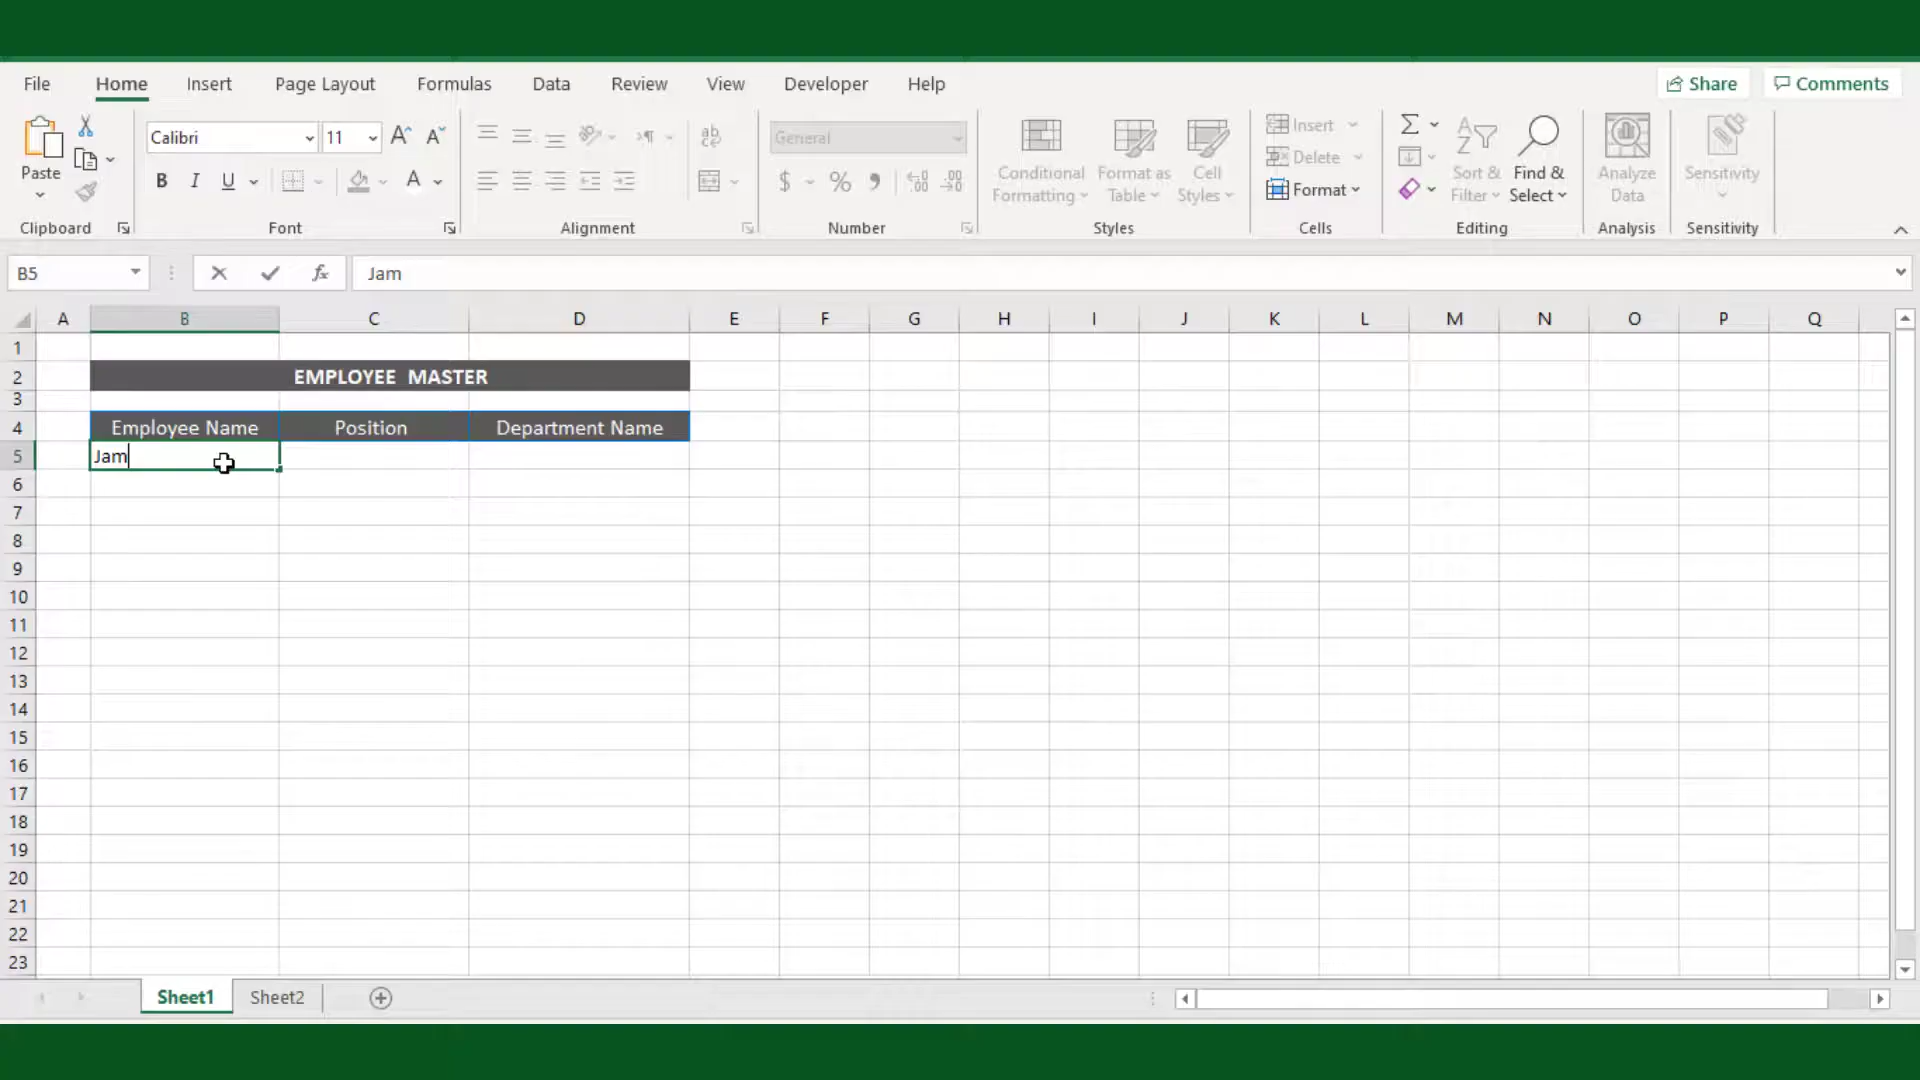 File Home Insert Page Layout Formulas Data Review View Developer Help Share Comments
Calibri 11 General Insert
Paste B I U $ % Conditional Formatting Format as Table Cell Styles Delete Format Sort & Filter Find & Select Analyze Data Sensitivity
Clipboard Font Alignment Number Styles Cells Editing Analysis Sensitivity
B5 fx Jam
A B C D E F G H I J K L M N O P Q
1
2 EMPLOYEE MASTER
3
4 Employee Name Position Department Name
5 Jam
6
7
8
9
10
11
12
13
14
15
16
17
18
19
20
21
22
23
Sheet1 Sheet2